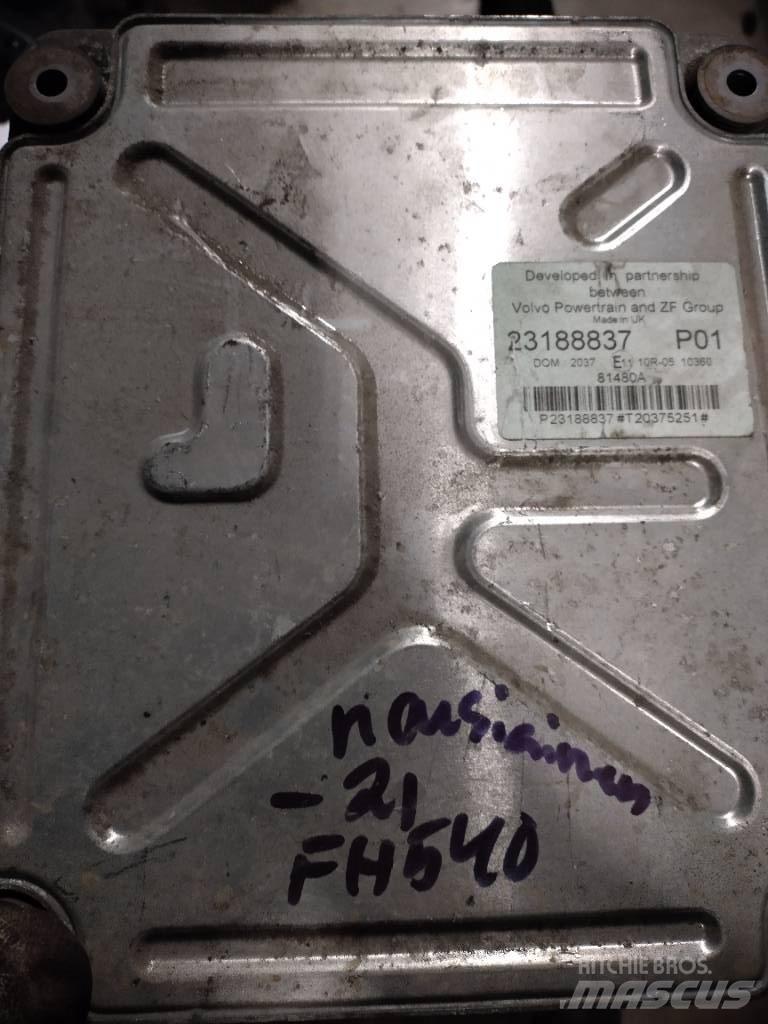 Developed in partnership
between
Volvo Powertrain and ZF Group
Made in UK
23188837 P01
DOM 2037 E11 10R-05 10360
81480A
P23188837#T20375251#
-21
FH540
RITCHIE BROS.
MASCUS